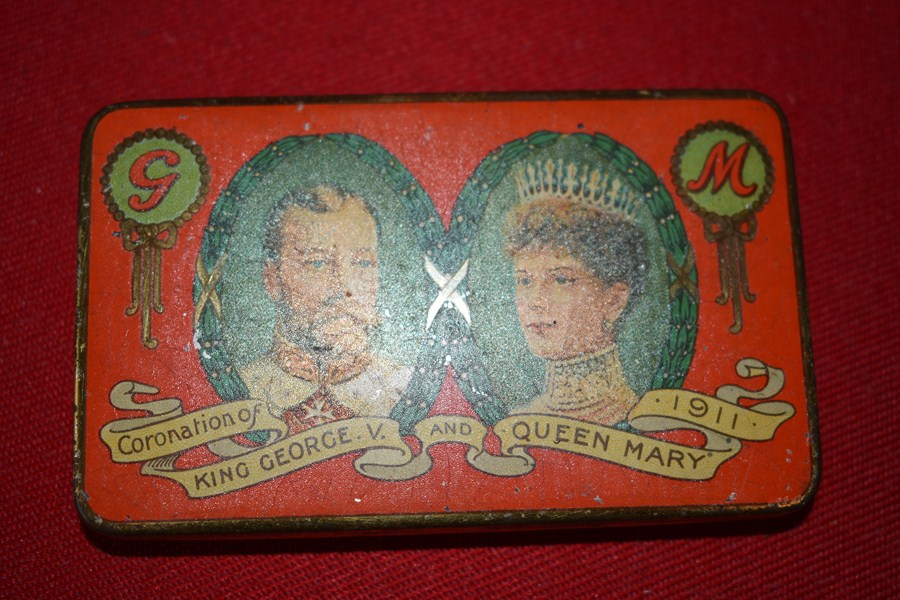 G
M
Coronation of
KING GEORGE. V.
AND
QUEEN MARY
1911.